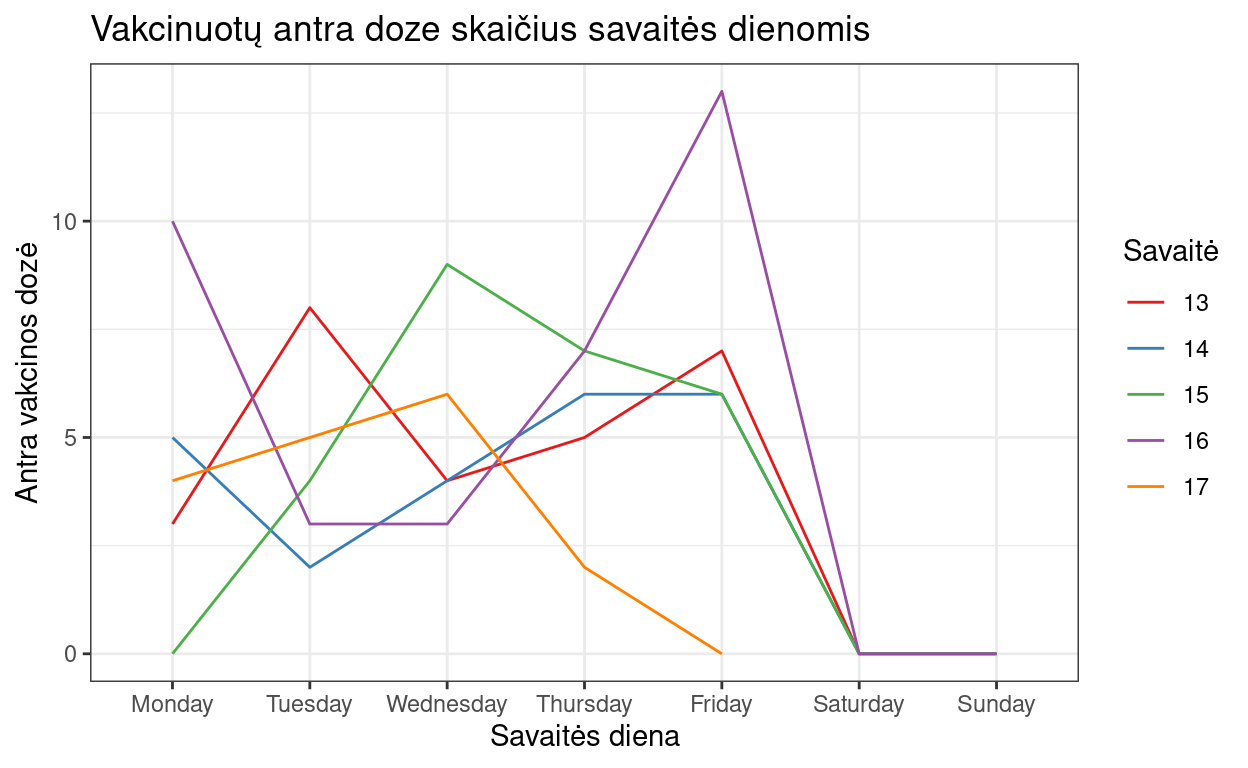 Vakcinuotų antra doze skaičius savaitės dienomis
Antra vakcinos dozė
10
5
0
Monday Tuesday Wednesday Thursday Friday Saturday Sunday
Savaitės diena
Savaitė
13
14
15
16
17